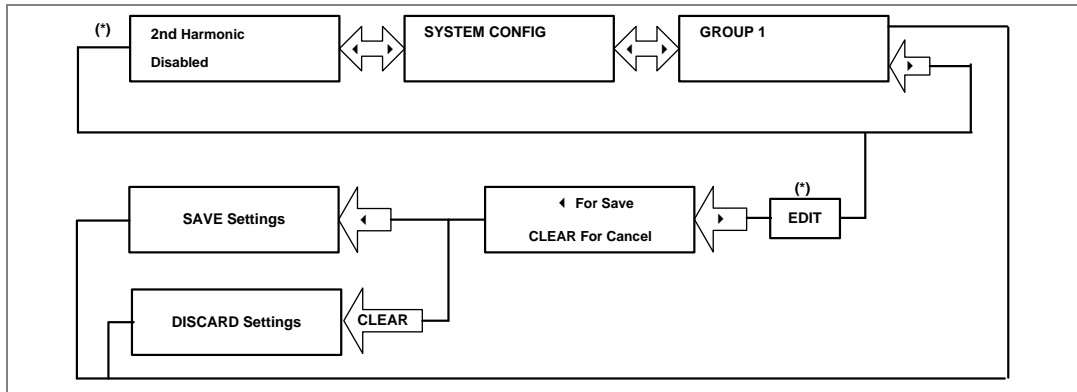 (*)
2nd Harmonic
Disabled
SYSTEM CONFIG
GROUP 1
SAVE Settings
◂ For Save
CLEAR For Cancel
(*)
EDIT
DISCARD Settings
CLEAR